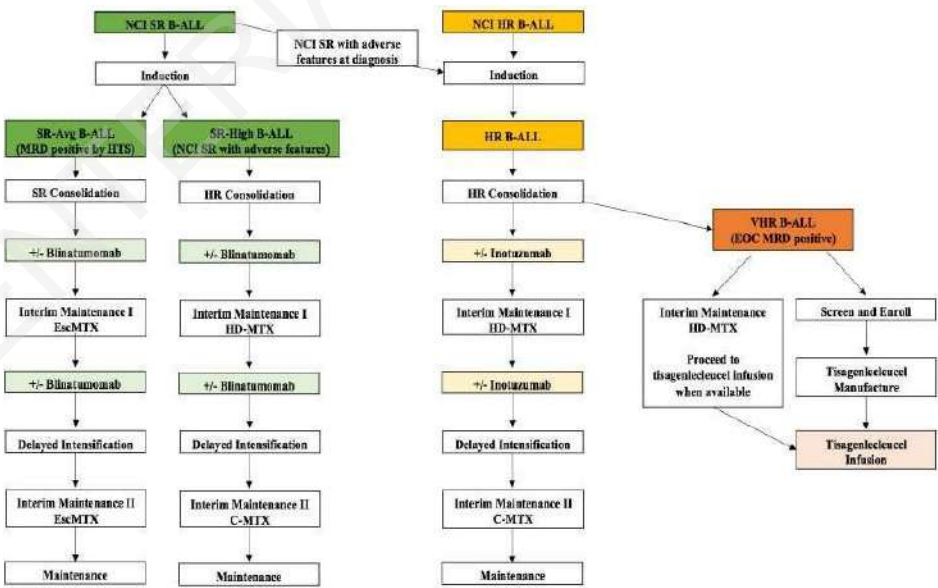 NCI SR B-ALL
NCI SR with adverse
features at diagnosis
NCI HR B-ALL
Induction
Induction
SR-Avg B-ALL
(MRD positive by HTS)
SR-High B-ALL
(NCI SR with adverse features)
HR B-ALL
SR Consolidation
HR Consolidation
HR Consolidation
VHR B-ALL
(EOC MRD positive)
+/- Blinatumomab
+/- Blinatumomab
+/- Inotuzumab
Interim Maintenance I
EscMTX
Interim Maintenance I
HD-MTX
Interim Maintenance I
HD-MTX
Interim Maintenance
HD-MTX
Proceed to
tisagenlecleucel infusion
when available
Screen and Enroll
Tisagenlecleucel
Manufacture
+/- Blinatumomab
+/- Blinatumomab
+/- Inotuzumab
Delayed Intensification
Delayed Intensification
Delayed Intensification
Tisagenlecleucel
Infusion
Interim Maintenance II
EscMTX
Interim Maintenance II
C-MTX
Interim Maintenance II
C-MTX
Maintenance
Maintenance
Maintenance